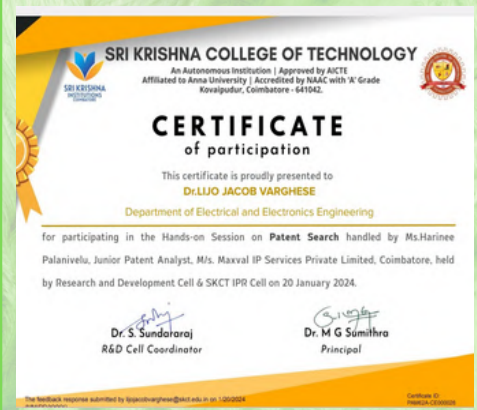 SRI KRISHNA COLLEGE OF TECHNOLOGY
An Autonomous Institution | Approved by AICTE
Affiliated to Anna University | Accredited by NAAC with 'A' Grade
Kovaipudur, Coimbatore - 641042.
SRI KRISHNA
INSTITUTIONS
COIMBATORE
CERTIFICATE
of participation
This certificate is proudly presented to
Dr.LIJO JACOB VARGHESE
Department of Electrical and Electronics Engineering
for participating in the Hands-on Session on Patent Search handled by Ms.Harinee
Palanivelu, Junior Patent Analyst, M/s. Maxval IP Services Private Limited, Coimbatore, held
by Research and Development Cell & SKCT IPR Cell on 20 January 2024.
Dr. S. Sundararaj
R&D Cell Coordinator
Dr. M G Sumithra
Principal
The feedback response submitted by lijojacobvarghese@skct.edu.in on 1/20/2024
Certificate ID: